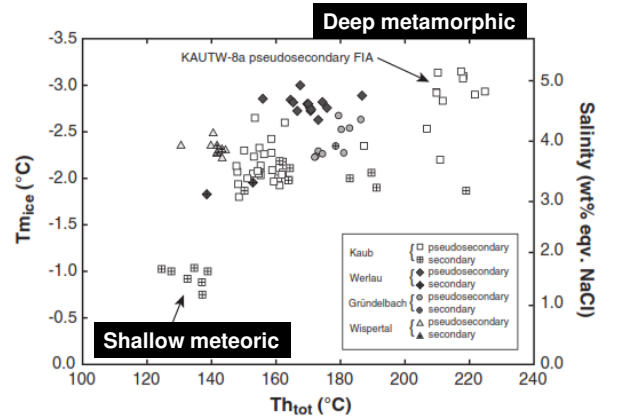 Deep metamorphic
KAUTW-8a pseudosecondary FIA
-3.5
-3.0
-2.5
-2.0
-1.5
-1.0
-0.5
0.0
Tmice (°C)
5.0
4.0
3.0
2.0
1.0
0.0
Salinity (wt% eqv. NaCl)
Kaub { pseudosecondary
secondary
Werlau { pseudosecondary
secondary
Gründelbach { pseudosecondary
secondary
Wispertal { pseudosecondary
secondary
Shallow meteoric
100 120 140 160 180 200 220 240
Thtot (°C)